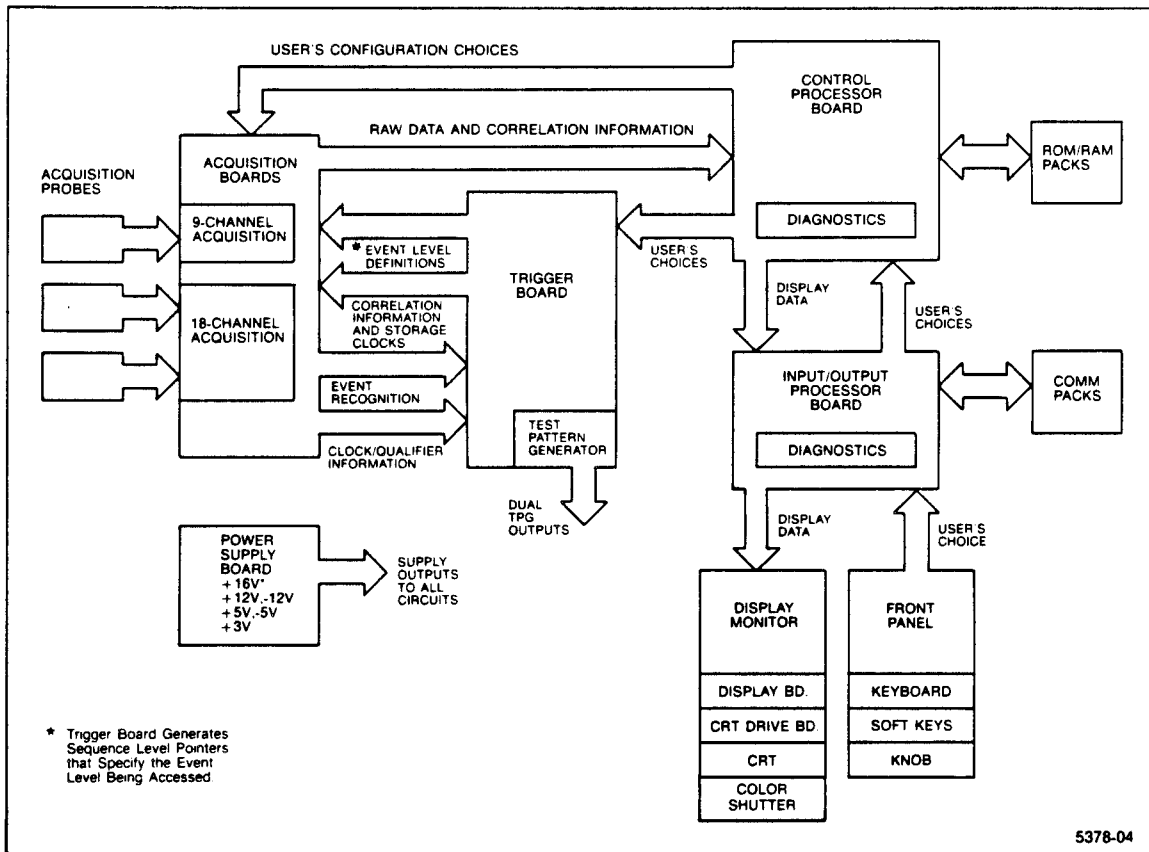 USER'S CONFIGURATION CHOICES
CONTROL
PROCESSOR
BOARD
RAW DATA AND CORRELATION INFORMATION
ROM/RAM
PACKS
ACQUISITION
BOARDS
ACQUISITION
PROBES
9-CHANNEL
ACQUISITION
DIAGNOSTICS
* EVENT LEVEL
DEFINITIONS
USER'S
CHOICES
TRIGGER
BOARD
DISPLAY
DATA
USER'S
CHOICES
18-CHANNEL
ACQUISITION
CORRELATION
INFORMATION
AND STORAGE
CLOCKS
INPUT/OUTPUT
PROCESSOR
BOARD
COMM
PACKS
EVENT
RECOGNITION
TEST
PATTERN
GENERATOR
DIAGNOSTICS
CLOCK/QUALIFIER
INFORMATION
DUAL
TPG
OUTPUTS
DISPLAY
DATA
USER'S
CHOICE
POWER
SUPPLY
BOARD
+16V*
+12V,-12V
+5V,-5V
+3V
SUPPLY
OUTPUTS
TO ALL
CIRCUITS
DISPLAY
MONITOR
FRONT
PANEL
DISPLAY BD.
KEYBOARD
CRT DRIVE BD.
SOFT KEYS
CRT
KNOB
COLOR
SHUTTER
* Trigger Board Generates
Sequence Level Pointers
that Specify the Event
Level Being Accessed
5378-04